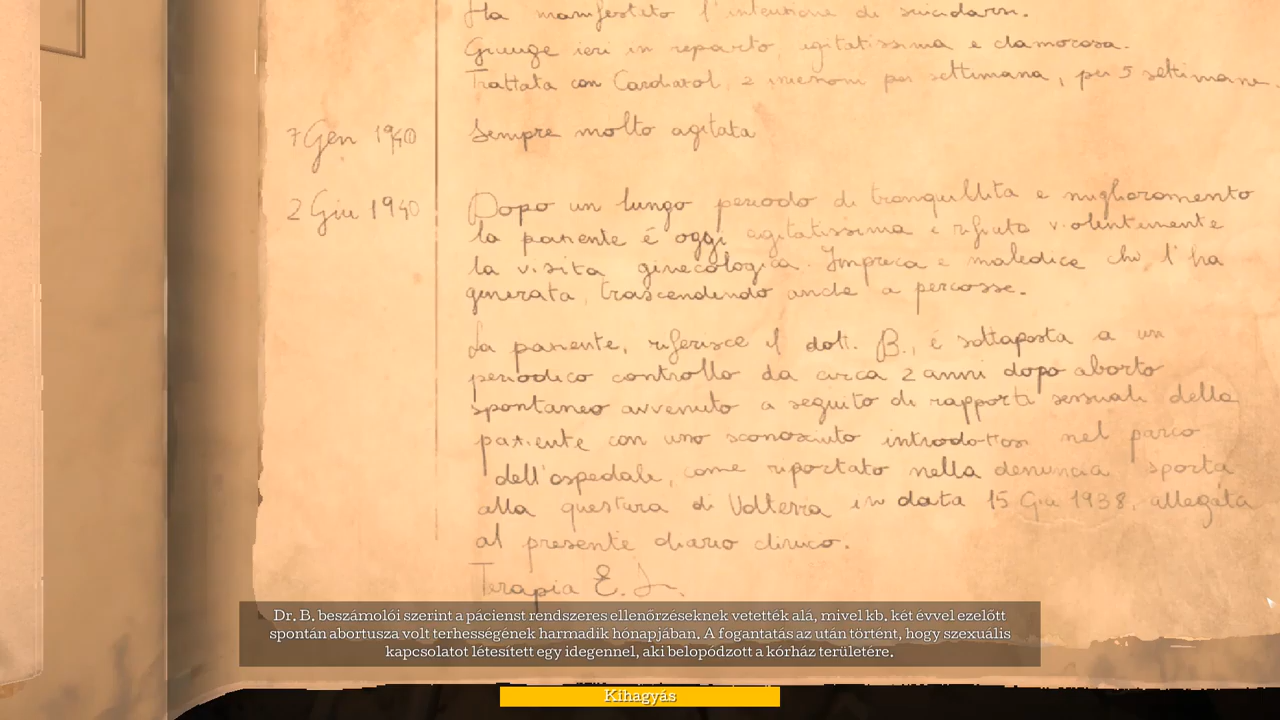 Ha manifestato l'intenzione di suicidarsi.
Giunge ieri in reparto, agitatissima e clamorosa.
Trattata con Cardiazol, 2 iniezioni per settimana, per 5 settimane.
7 Gen 1940 Sempre molto agitata
2 Giu 1940 Dopo un lungo periodo di tranquillita e miglioramento
la paziente é oggi agitatissima e rifiuta violentemente
la visita ginecologica. Impreca e maledice chi l'ha
generata, trascendendo anche a percosse.
La paziente, riferisce il dott. B., é sottoposta a un
periodico controllo da circa 2 anni dopo aborto
spontaneo avvenuto a seguito di rapporti sessuali della
paziente con uno sconosciuto introdottosi nel parco
dell'ospedale, come riportato nella denuncia sporta
alla questura di Volterra in data 15 Giu 1938, allegata
al presente diario clinico.
Terapia E.
Dr. B. beszámolói szerint a pácienst rendszeres ellenőrzéseknek vetették alá, mivel kb. két évvel ezelőtt
spontán abortusza volt terhességének harmadik hónapjában. A fogantatás az után történt, hogy szexuális
kapcsolatot létesített egy idegennel, aki belopódzott a kórház területére.
Kihagyás